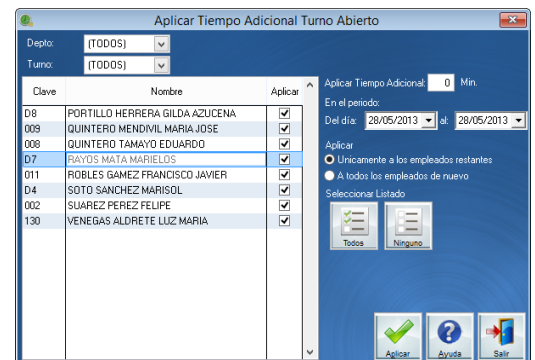 Aplicar Tiempo Adicional Turno Abierto
Depto: (TODOS)
Turno: (TODOS)
Clave Nombre Aplicar
D8 PORTILLO HERRERA GILDA AZUCENA
009 QUINTERO MENDIVIL MARIA JOSE
008 QUINTERO TAMAYO EDUARDO
D7 RAYOS MATA MARIELOS
011 ROBLES GAMEZ FRANCISCO JAVIER
D4 SOTO SANCHEZ MARISOL
002 SUAREZ PEREZ FELIPE
130 VENEGAS ALDRETE LUZ MARIA
Aplicar Tiempo Adicional: 0 Min.
En el periodo:
Del día: 28/05/2013 al: 28/05/2013
Aplicar
Unicamente a los empleados restantes
A todos los empleados de nuevo
Seleccionar Listado
Todos Ninguno
Aplicar Ayuda Salir